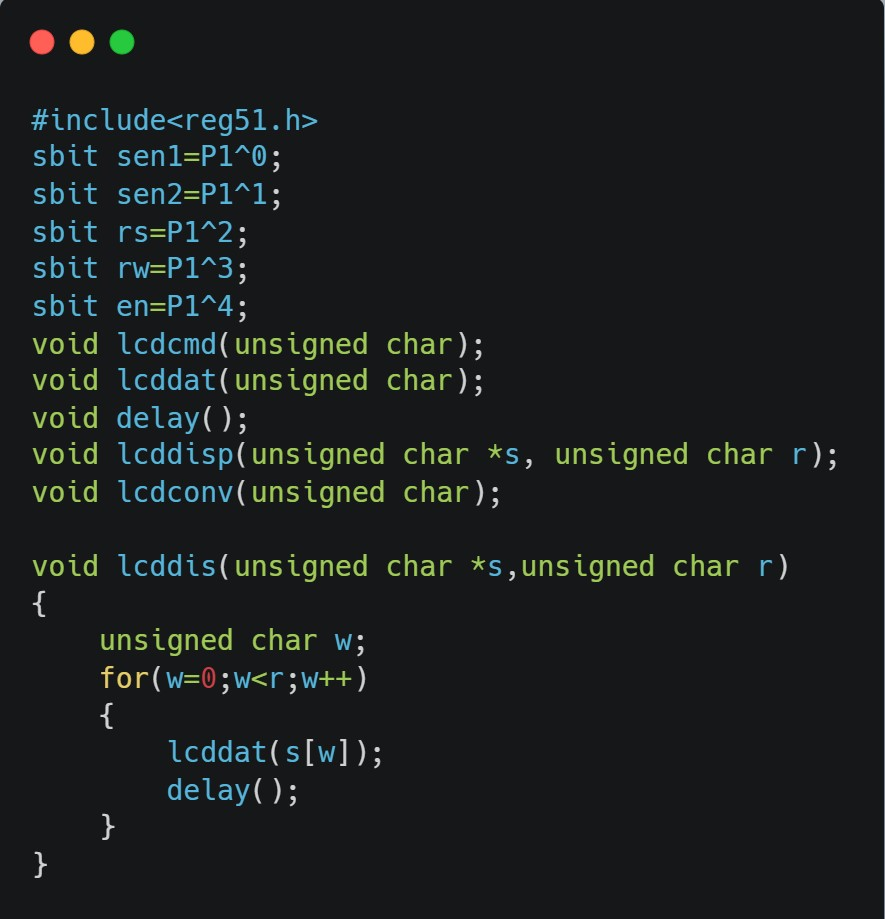 #include<reg51.h>
sbit sen1=P1^0;
sbit sen2=P1^1;
sbit rs=P1^2;
sbit rw=P1^3;
sbit en=P1^4;
void lcdcmd(unsigned char);
void lcddat(unsigned char);
void delay();
void lcddisp(unsigned char *s, unsigned char r);
void lcdconv(unsigned char);

void lcddis(unsigned char *s,unsigned char r)
{
    unsigned char w;
    for(w=0;w<r;w++)
    {
        lcddat(s[w]);
        delay();
    }
}